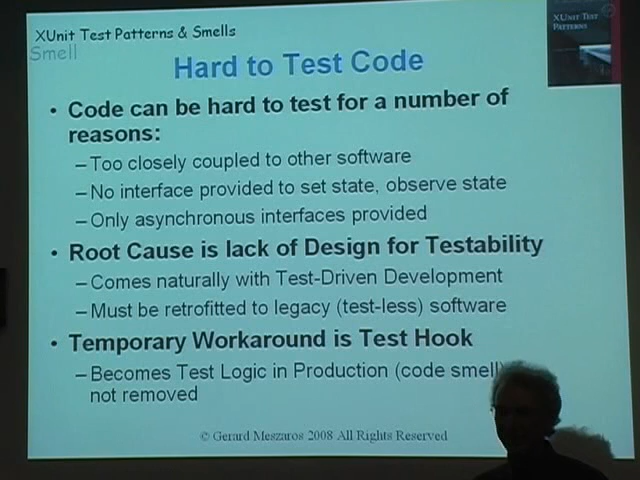 XUnit Test Patterns & Smells
Smell
XUNIT TEST
PATTERNS
Hard to Test Code
• Code can be hard to test for a number of
reasons:
– Too closely coupled to other software
– No interface provided to set state, observe state
– Only asynchronous interfaces provided
• Root Cause is lack of Design for Testability
– Comes naturally with Test-Driven Development
– Must be retrofitted to legacy (test-less) software
• Temporary Workaround is Test Hook
– Becomes Test Logic in Production (code smell)
not removed
© Gerard Meszaros 2008 All Rights Reserved